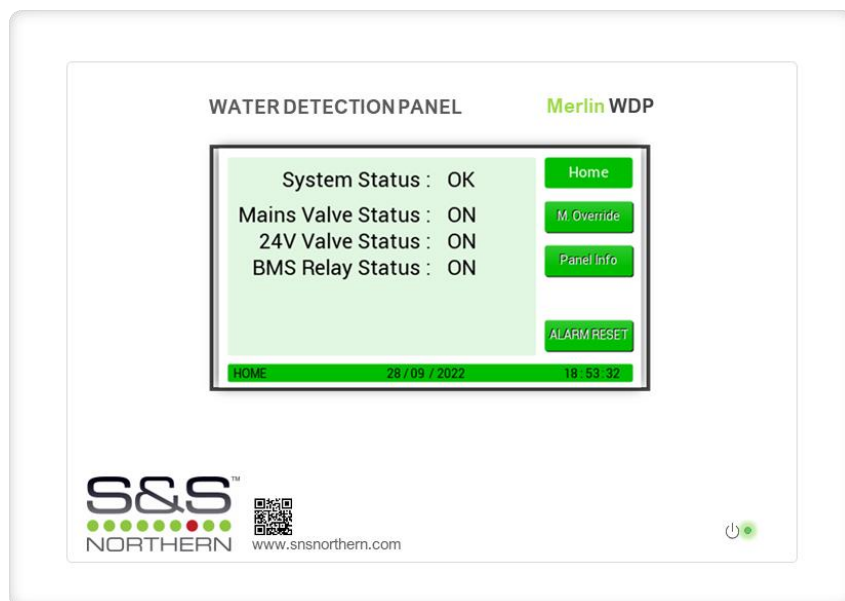 WATER DETECTION PANEL Merlin WDP
System Status : OK
Mains Valve Status : ON
24V Valve Status : ON
BMS Relay Status : ON
Home
M. Override
Panel Info
ALARM RESET
HOME 28 / 09 / 2022 18 : 53 : 32
S&S™
NORTHERN
www.snsnorthern.com